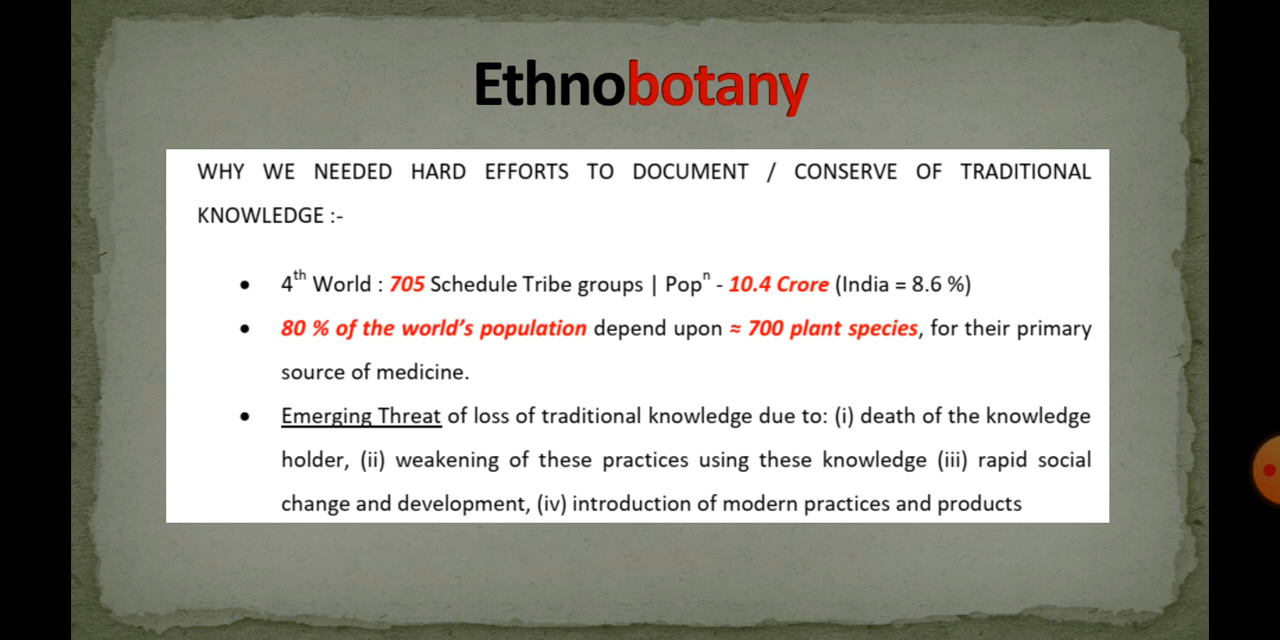 Ethnobotany
WHY WE NEEDED HARD EFFORTS TO DOCUMENT / CONSERVE OF TRADITIONAL
KNOWLEDGE :-
• 4th World : 705 Schedule Tribe groups | Popn - 10.4 Crore (India = 8.6 %)
• 80 % of the world's population depend upon ≈ 700 plant species, for their primary
source of medicine.
• Emerging Threat of loss of traditional knowledge due to: (i) death of the knowledge
holder, (ii) weakening of these practices using these knowledge (iii) rapid social
change and development, (iv) introduction of modern practices and products